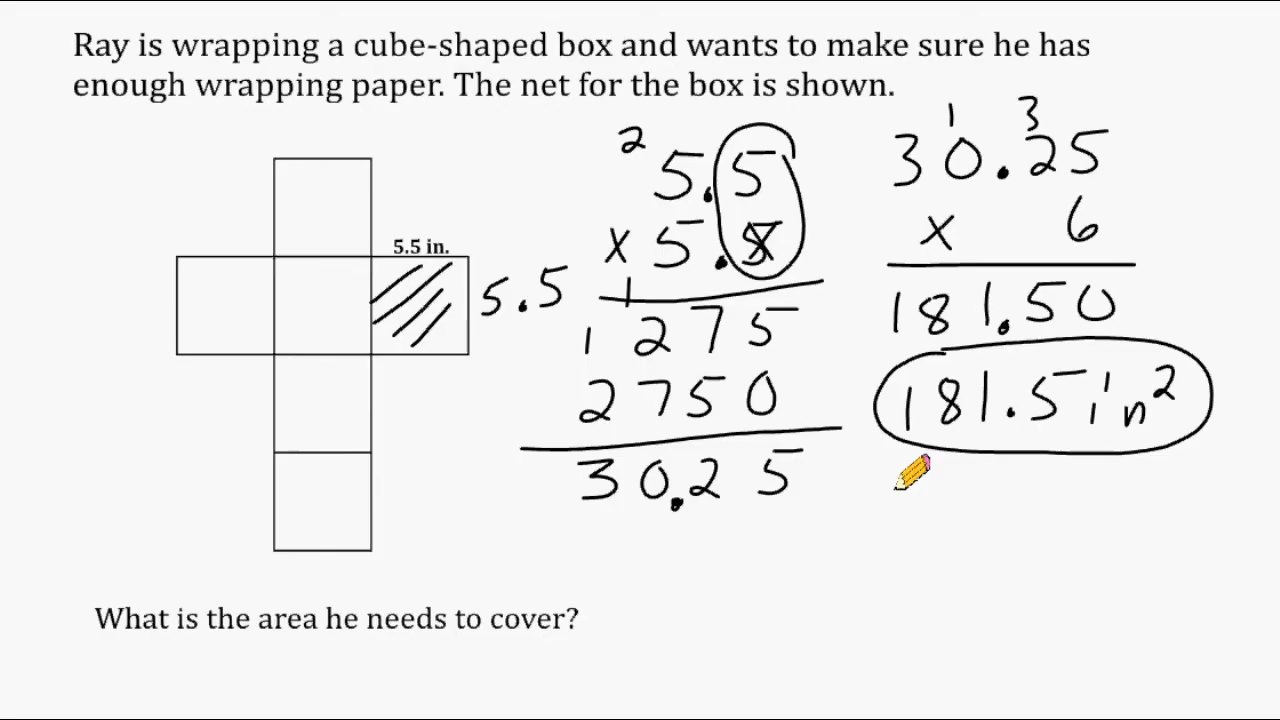 Ray is wrapping a cube-shaped box and wants to make sure he has
enough wrapping paper. The net for the box is shown.
5.5 in.
5.5
2
5.5
x 5.5
1
1275
2750
30.25
1 3
30.25
x 6
181.50
181.5 in²
What is the area he needs to cover?